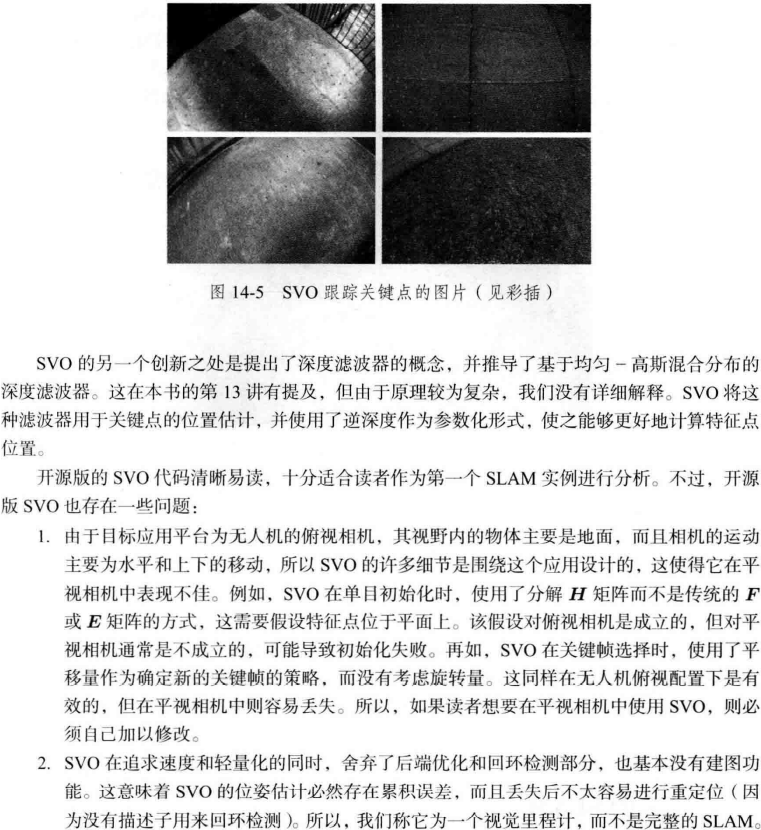 图 14-5 SVO 跟踪关键点的图片（见彩插）
SVO 的另一个创新之处是提出了深度滤波器的概念，并推导了基于均匀－高斯混合分布的
深度滤波器。这在本书的第 13 讲有提及，但由于原理较为复杂，我们没有详细解释。SVO 将这
种滤波器用于关键点的位置估计，并使用了逆深度作为参数化形式，使之能够更好地计算特征点
位置。
开源版的 SVO 代码清晰易读，十分适合读者作为第一个 SLAM 实例进行分析。不过，开源
版 SVO 也存在一些问题：
1. 由于目标应用平台为无人机的俯视相机，其视野内的物体主要是地面，而且相机的运动
主要为水平和上下的移动，所以 SVO 的许多细节是围绕这个应用设计的，这使得它在平
视相机中表现不佳。例如，SVO 在单目初始化时，使用了分解 H 矩阵而不是传统的 F
或 E 矩阵的方式，这需要假设特征点位于平面上。该假设对俯视相机是成立的，但对平
视相机通常是不成立的，可能导致初始化失败。再如，SVO 在关键帧选择时，使用了平
移量作为确定新的关键帧的策略，而没有考虑旋转量。这同样在无人机俯视配置下是有
效的，但在平视相机中则容易丢失。所以，如果读者想要在平视相机中使用 SVO，则必
须自己加以修改。
2. SVO 在追求速度和轻量化的同时，舍弃了后端优化和回环检测部分，也基本没有建图功
能。这意味着 SVO 的位姿估计必然存在累积误差，而且丢失后不太容易进行重定位（因
为没有描述子用来回环检测）。所以，我们称它为一个视觉里程计，而不是完整的 SLAM。